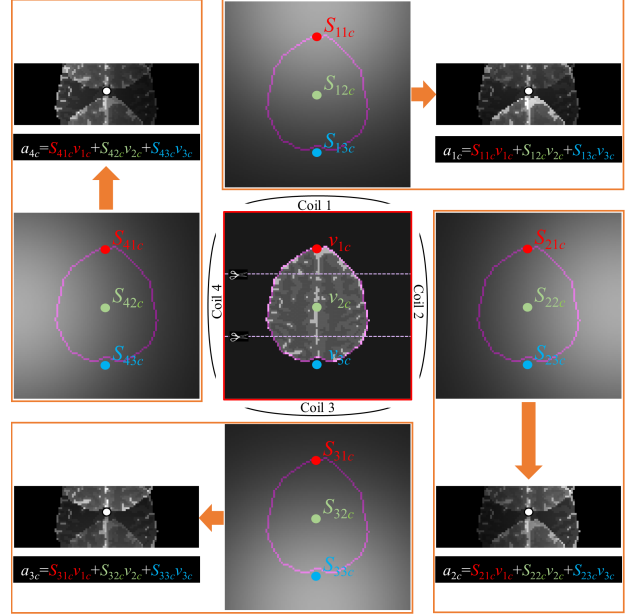 S₁₁c
S₁₂c
S₁₃c
a₄c=S₄₁cv₁c+S₄₂cv₂c+S₄₃cv₃c
a₁c=S₁₁cv₁c+S₁₂cv₂c+S₁₃cv₃c
Coil 1
S₄₁c
S₄₂c
S₄₃c
Coil 4
v₁c
v₂c
v₃c
Coil 2
S₂₁c
S₂₂c
S₂₃c
Coil 3
S₃₁c
S₃₂c
S₃₃c
a₃c=S₃₁cv₁c+S₃₂cv₂c+S₃₃cv₃c
a₂c=S₂₁cv₁c+S₂₂cv₂c+S₂₃cv₃c